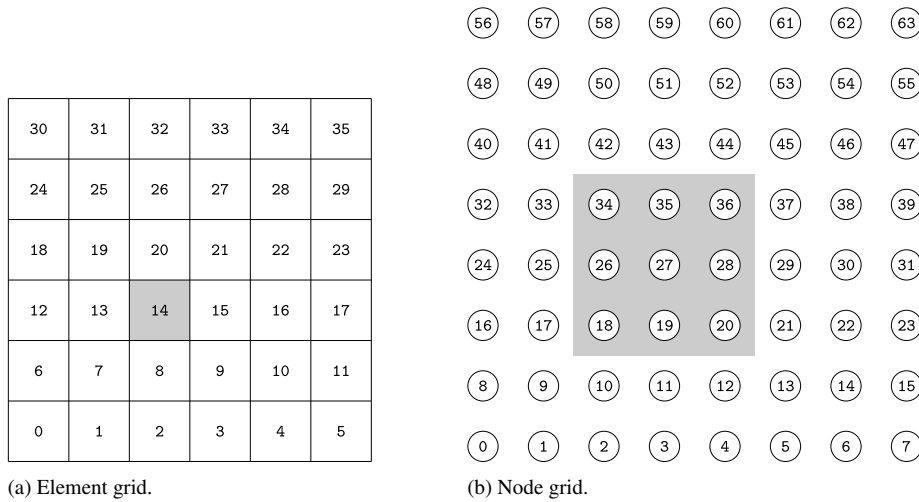 56 57 58 59 60 61 62 63
48 49 50 51 52 53 54 55
30 31 32 33 34 35
40 41 42 43 44 45 46 47
24 25 26 27 28 29
32 33 34 35 36 37 38 39
18 19 20 21 22 23
24 25 26 27 28 29 30 31
12 13 14 15 16 17
16 17 18 19 20 21 22 23
6 7 8 9 10 11
8 9 10 11 12 13 14 15
0 1 2 3 4 5
0 1 2 3 4 5 6 7
(a) Element grid.
(b) Node grid.